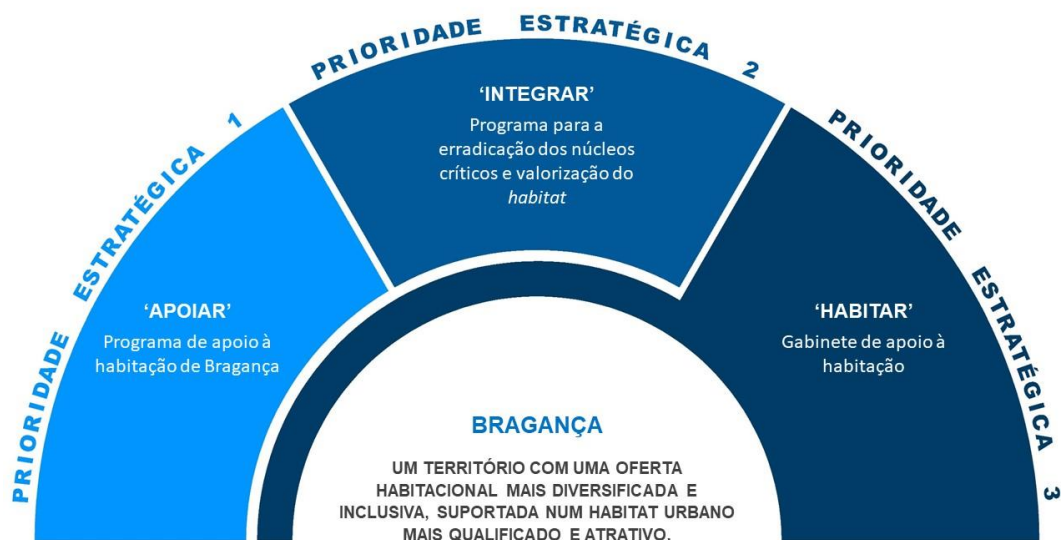 PRIORIDADE ESTRATÉGICA 1
‘APOIAR’
Programa de apoio à
habitação de Bragança
PRIORIDADE ESTRATÉGICA 2
‘INTEGRAR’
Programa para a
erradicação dos núcleos
críticos e valorização do
habitat
PRIORIDADE ESTRATÉGICA 3
‘HABITAR’
Gabinete de apoio à
habitação
BRAGANÇA
UM TERRITÓRIO COM UMA OFERTA
HABITACIONAL MAIS DIVERSIFICADA E
INCLUSIVA, SUPORTADA NUM HABITAT URBANO
MAIS QUALIFICADO E ATRATIVO.